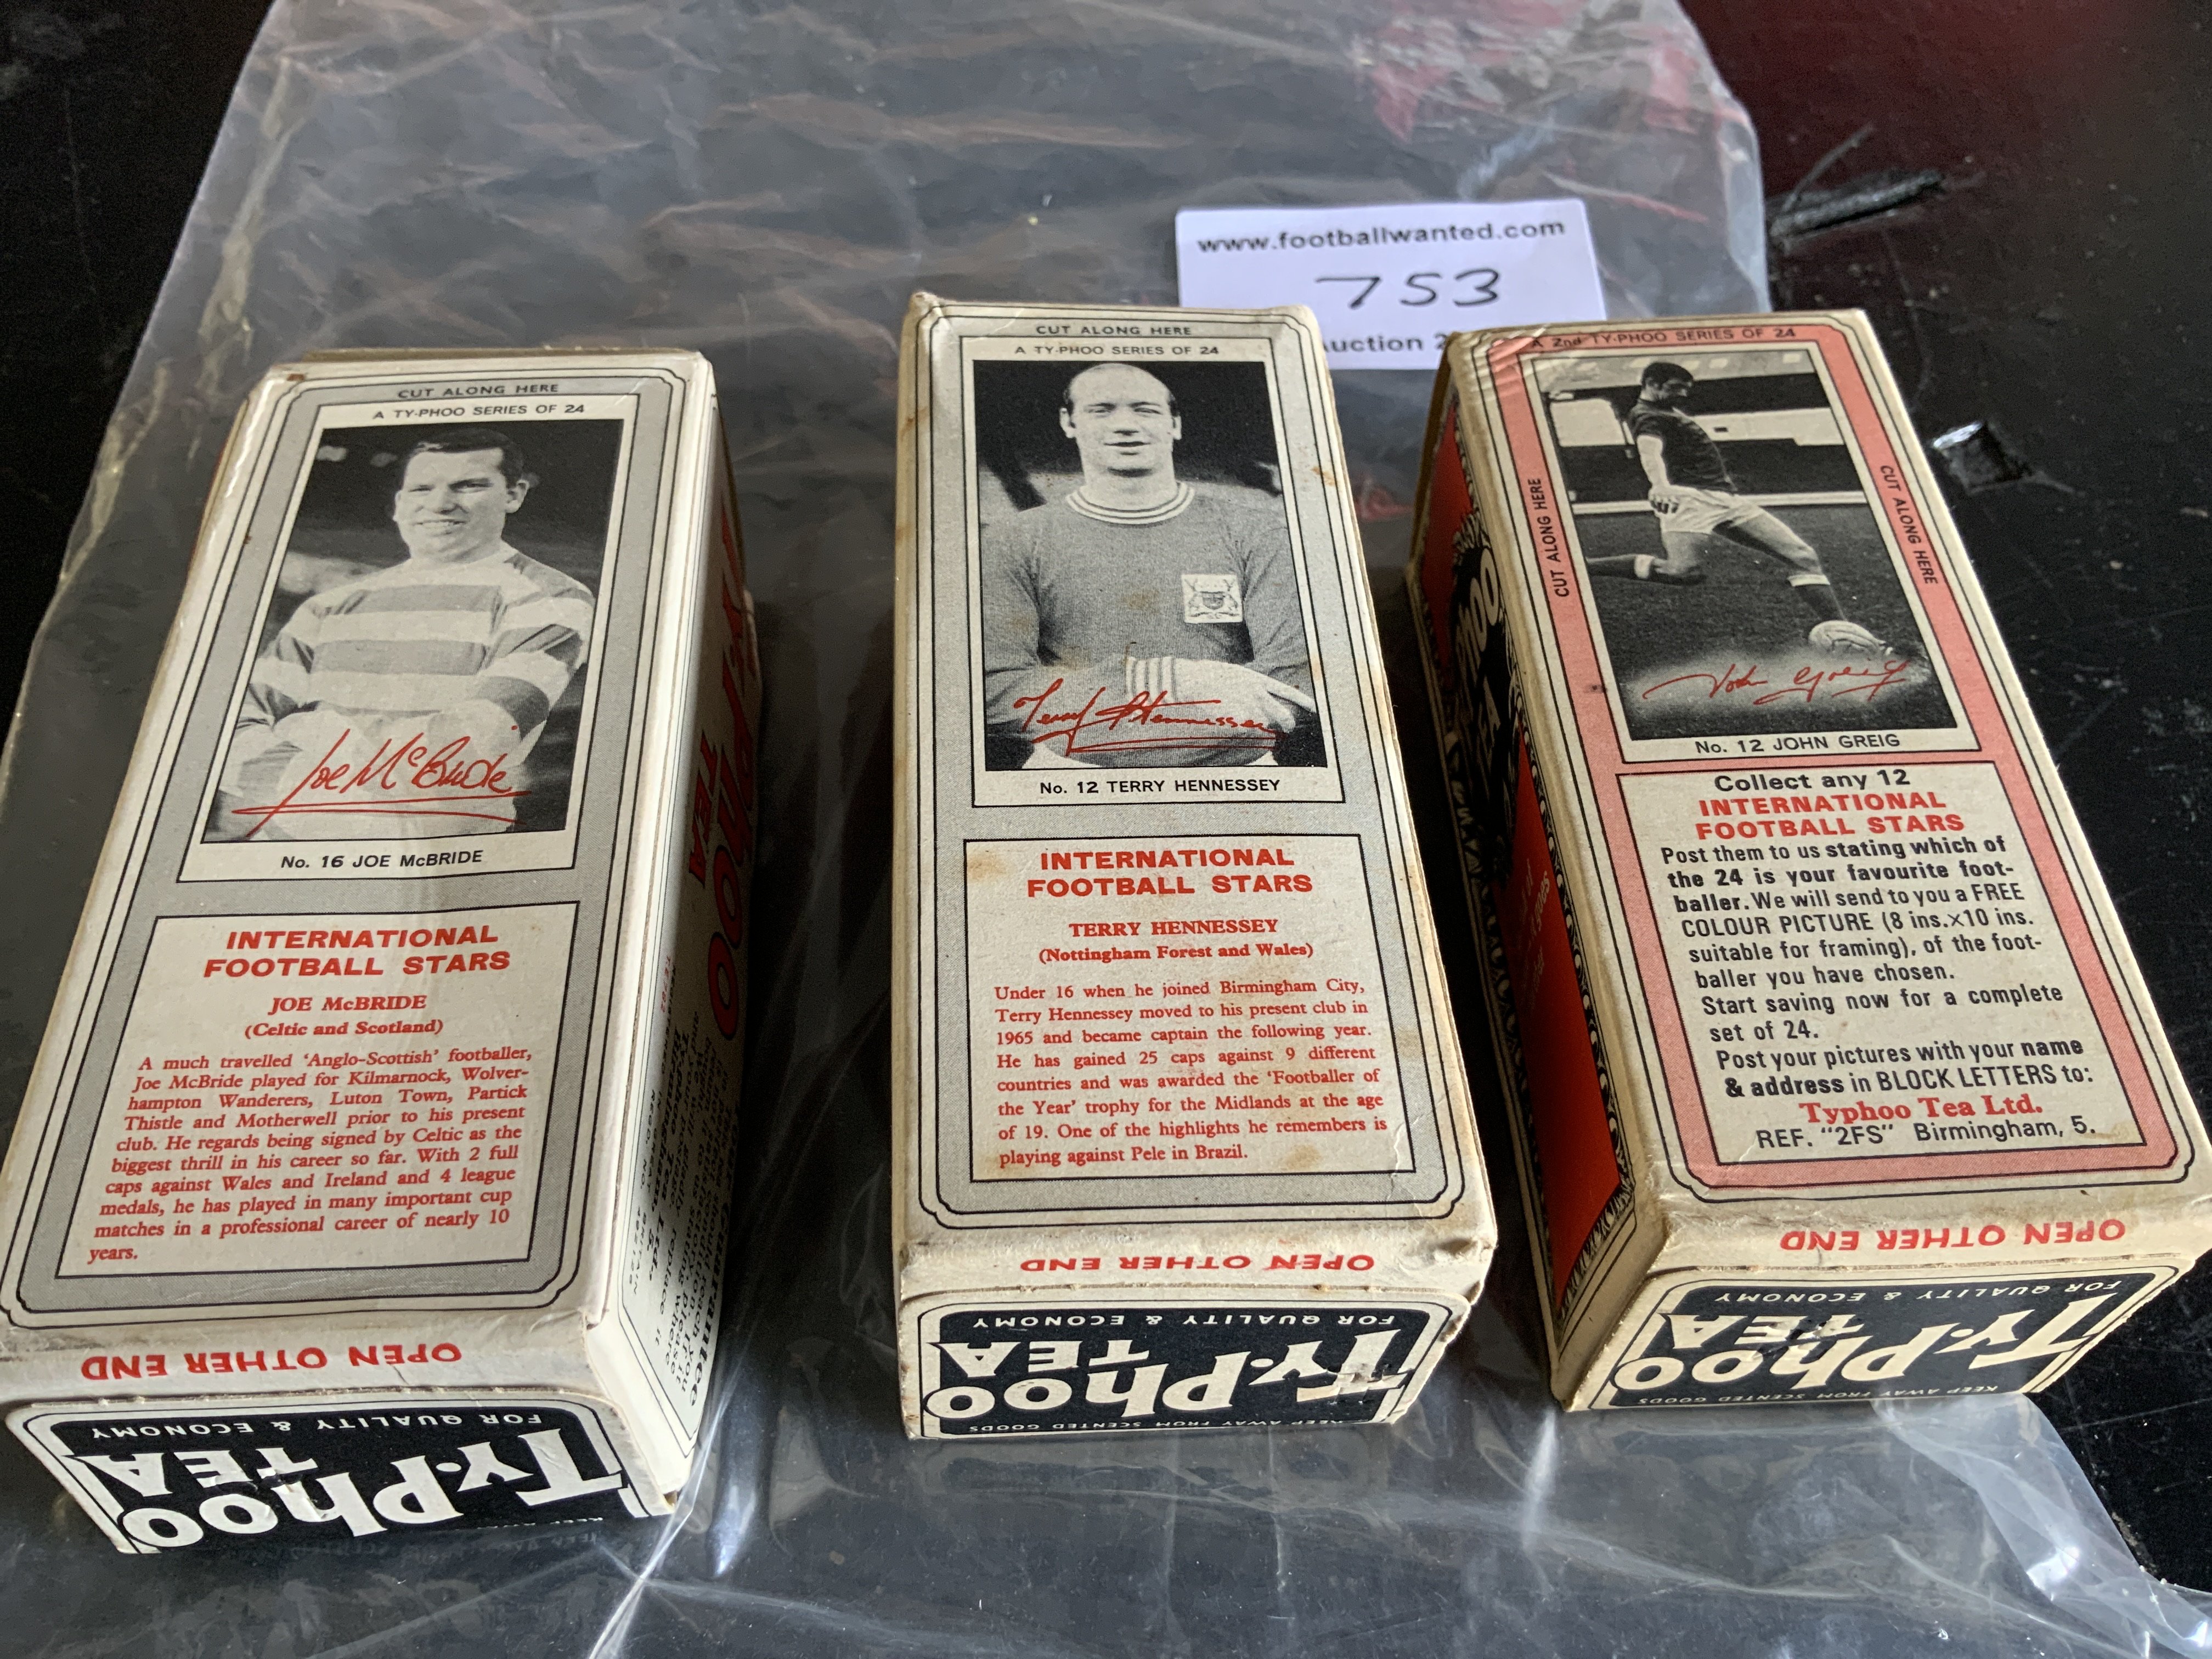 www.footballwanted.com
753
uction 2
CUT ALONG HERE
A TY-PHOO SERIES OF 24
Joe McBride
No. 16 JOE McBRIDE
INTERNATIONAL
FOOTBALL STARS
JOE McBRIDE
(Celtic and Scotland)
A much travelled 'Anglo-Scottish' footballer,
Joe McBride played for Kilmarnock, Wolver-
hampton Wanderers, Luton Town, Partick
Thistle and Motherwell prior to his present
club. He regards being signed by Celtic as the
biggest thrill in his career so far. With 2 full
caps against Wales and Ireland and 4 league
medals, he has played in many important cup
matches in a professional career of nearly 10
years.
OPEN OTHER END
FOR QUALITY & ECONOMY
Ty·Phoo
TEA
CUT ALONG HERE
A TY-PHOO SERIES OF 24
Terry Hennessey
No. 12 TERRY HENNESSEY
INTERNATIONAL
FOOTBALL STARS
TERRY HENNESSEY
(Nottingham Forest and Wales)
Under 16 when he joined Birmingham City,
Terry Hennessey moved to his present club in
1965 and became captain the following year.
He has gained 25 caps against 9 different
countries and was awarded the 'Footballer of
the Year' trophy for the Midlands at the age
of 19. One of the highlights he remembers is
playing against Pele in Brazil.
OPEN OTHER END
FOR QUALITY & ECONOMY
Ty·Phoo
TEA
KEEP AWAY FROM SCENTED GOODS
A 2nd TY-PHOO SERIES OF 24
CUT ALONG HERE
CUT ALONG HERE
John Greig
No. 12 JOHN GREIG
Collect any 12
INTERNATIONAL
FOOTBALL STARS
Post them to us stating which of
the 24 is your favourite foot-
baller. We will send to you a FREE
COLOUR PICTURE (8 ins.×10 ins.
suitable for framing), of the foot-
baller you have chosen.
Start saving now for a complete
set of 24.
Post your pictures with your name
& address in BLOCK LETTERS to:
Typhoo Tea Ltd.
REF. "2FS" Birmingham, 5.
OPEN OTHER END
FOR QUALITY & ECONOMY
Ty·Phoo
TEA
KEEP AWAY FROM SCENTED GOODS